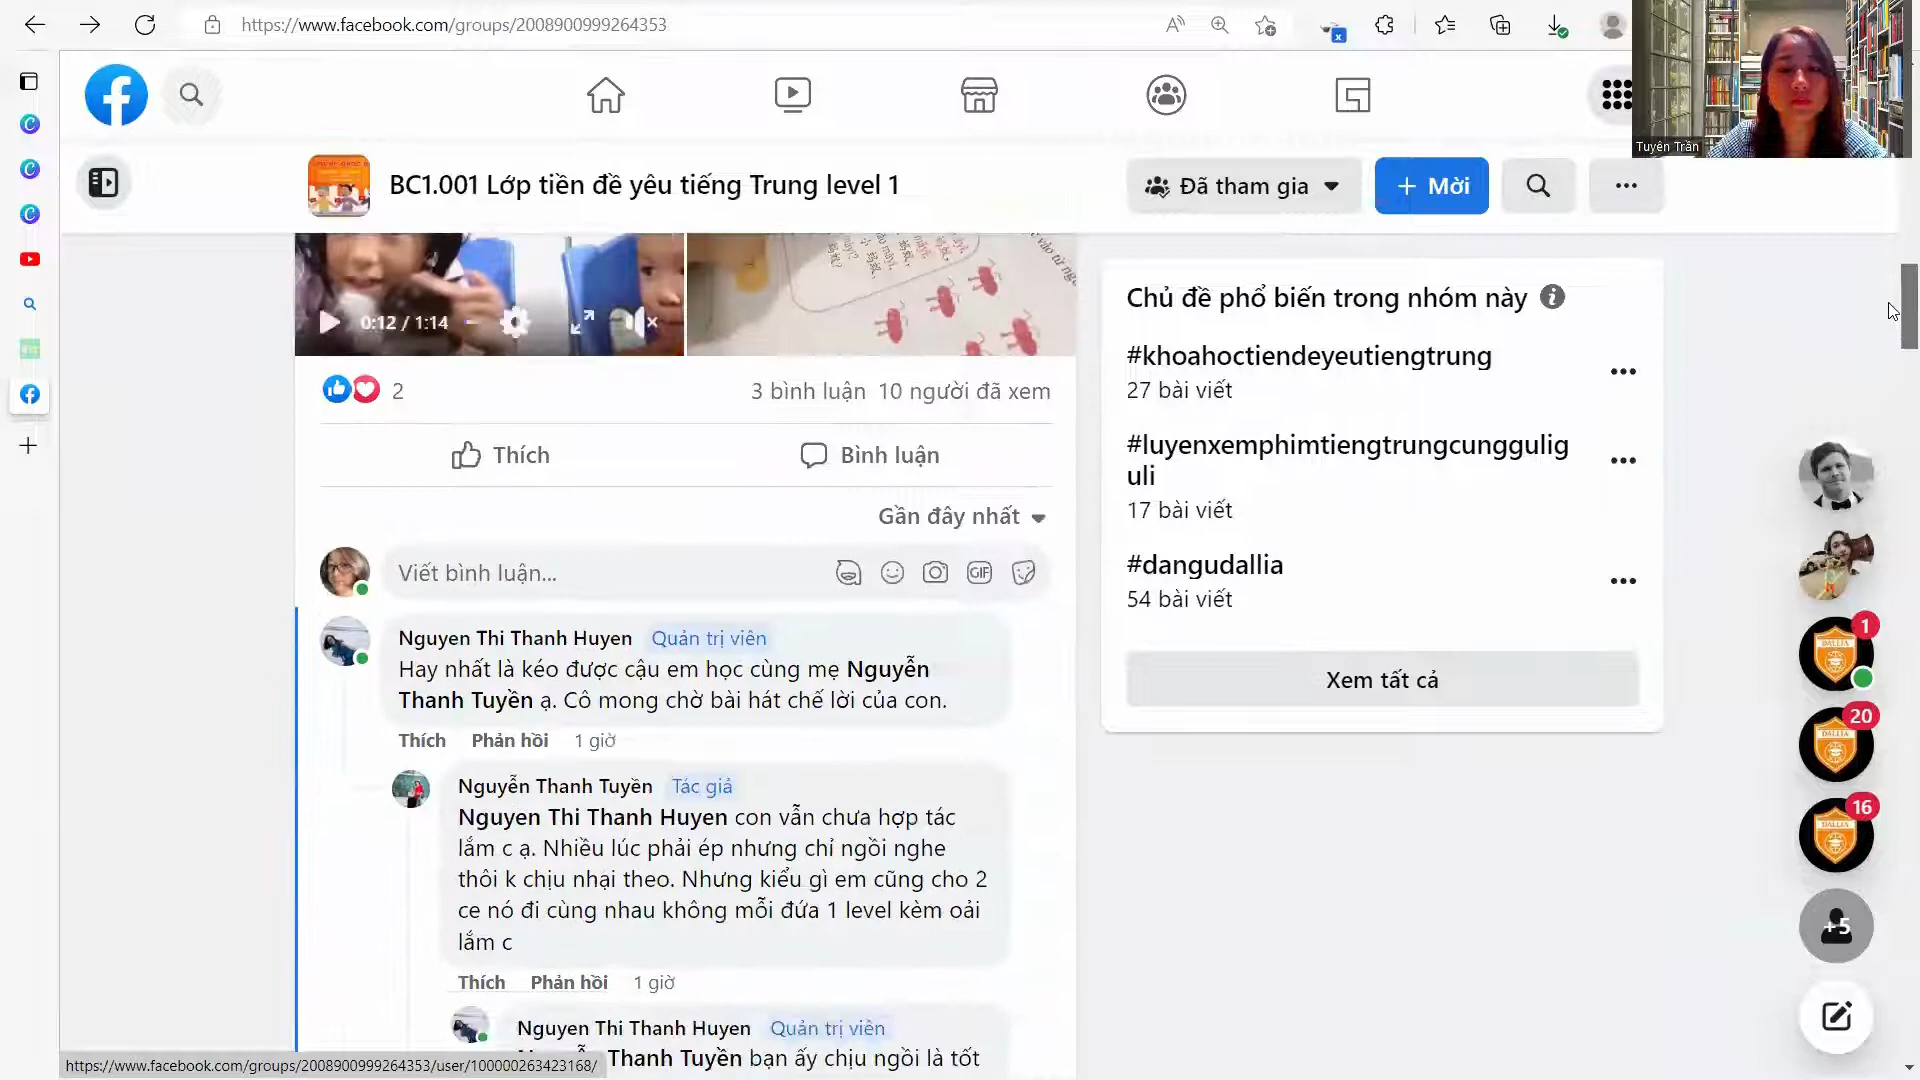 https://www.facebook.com/groups/2008900999264353
Tuyên Trần
BC1.001 Lớp tiền đề yêu tiếng Trung level 1
Đã tham gia
+ Mời
0:12 / 1:14
2
3 bình luận 10 người đã xem
Thích
Bình luận
Gần đây nhất
Viết bình luận...
GIF
Nguyen Thi Thanh Huyen Quản trị viên
Hay nhất là kéo được cậu em học cùng mẹ Nguyễn
Thanh Tuyền ạ. Cô mong chờ bài hát chế lời của con.
Thích Phản hồi 1 giờ
Nguyễn Thanh Tuyền Tác giả
Nguyen Thi Thanh Huyen con vẫn chưa hợp tác
lắm c ạ. Nhiều lúc phải ép nhưng chỉ ngồi nghe
thôi k chịu nhại theo. Nhưng kiểu gì em cũng cho 2
ce nó đi cùng nhau không mỗi đứa 1 level kèm oải
lắm c
Thích Phản hồi 1 giờ
Nguyen Thi Thanh Huyen Quản trị viên
Thanh Tuyền bạn ấy chịu ngồi là tốt
Chủ đề phổ biến trong nhóm này
#khoahoctiendeyeutiengtrung
27 bài viết
#luyenxemphimtiengtrungcungGulig
uli
17 bài viết
#dangudallia
54 bài viết
Xem tất cả
1
DALLIA
20
DALLIA
16
DALLIA
+5
https://www.facebook.com/groups/2008900999264353/user/100000263423168/